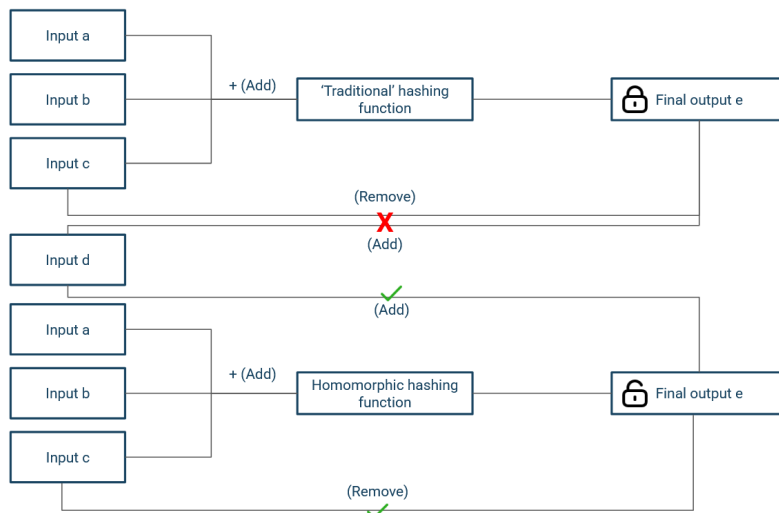 Input a
Input b
+ (Add)
‘Traditional’ hashing
function
Final output e
Input c
(Remove)
X
(Add)
Input d
(Add)
Input a
Input b
+ (Add)
Homomorphic hashing
function
Final output e
Input c
(Remove)